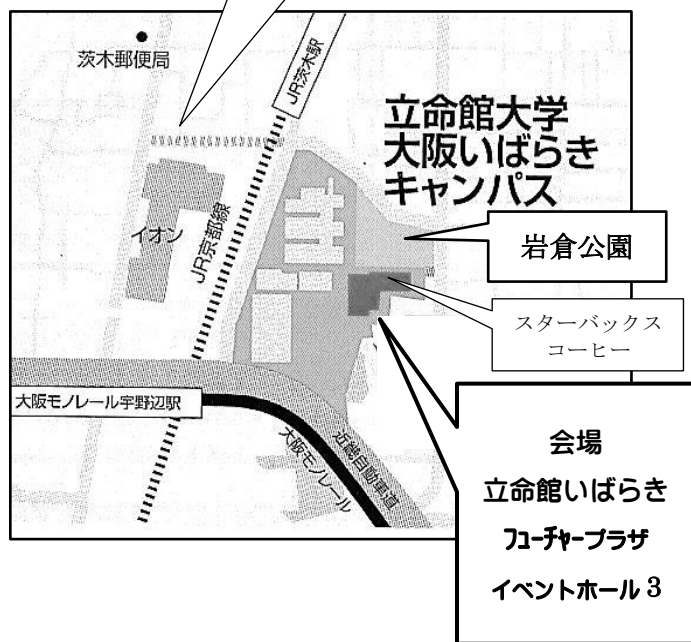 茨木郵便局
JR茨木駅
立命館大学
大阪いばらき
キャンパス
イオン
JR京都線
岩倉公園
スターバックス
コーヒー
大阪モノレール宇野辺駅
大阪モノレール
近畿自動車道
会場
立命館いばらき
フューチャープラザ
イベントホール3